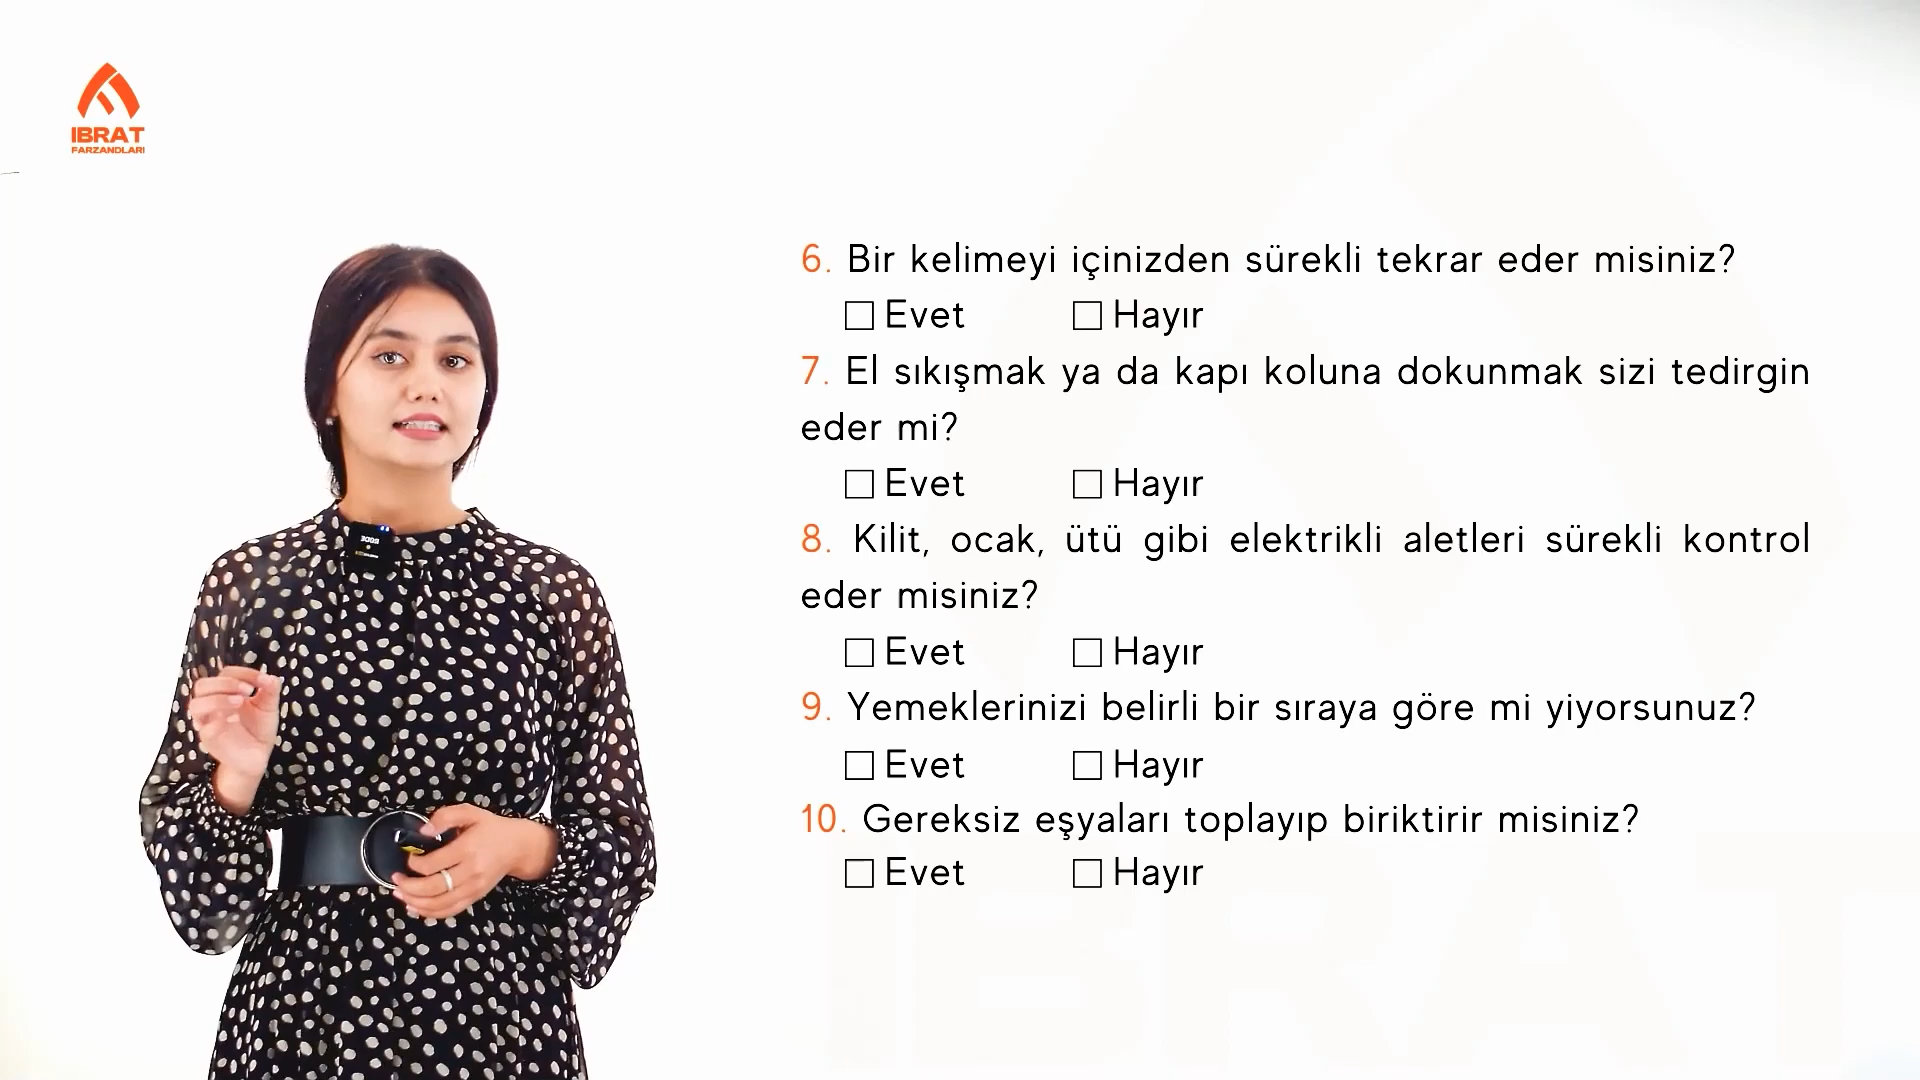 IBRAT
FARZANDLARI
6. Bir kelimeyi içinizden sürekli tekrar eder misiniz?
☐ Evet ☐ Hayır
7. El sıkışmak ya da kapı koluna dokunmak sizi tedirgin
eder mi?
☐ Evet ☐ Hayır
8. Kilit, ocak, ütü gibi elektrikli aletleri sürekli kontrol
eder misiniz?
☐ Evet ☐ Hayır
9. Yemeklerinizi belirli bir sıraya göre mi yiyorsunuz?
☐ Evet ☐ Hayır
10. Gereksiz eşyaları toplayıp biriktirir misiniz?
☐ Evet ☐ Hayır